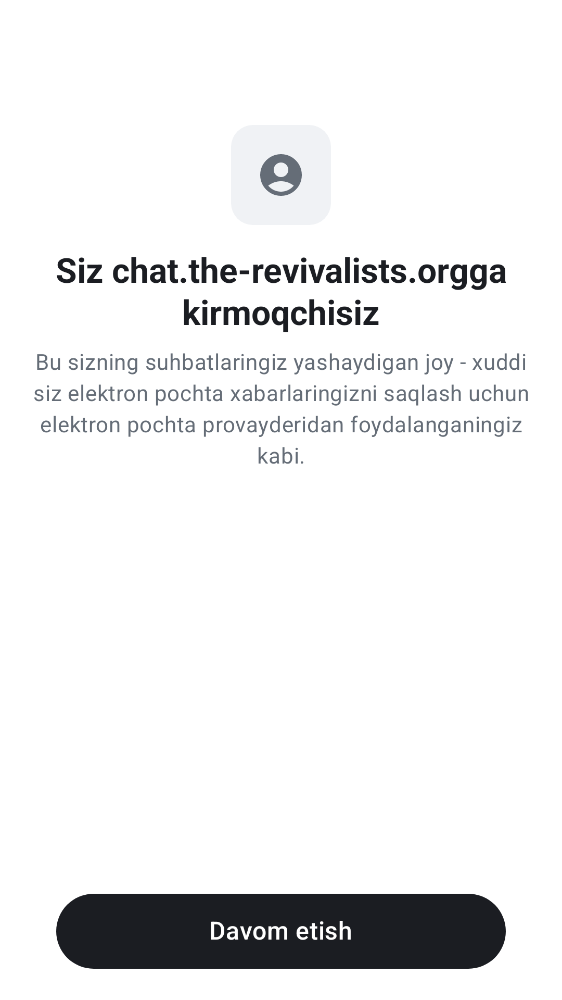 Siz chat.the-revivalists.orgga
kirmoqchisiz
Bu sizning suhbatlaringiz yashaydigan joy - xuddi
siz elektron pochta xabarlaringizni saqlash uchun
elektron pochta provayderidan foydalanganingiz
kabi.
Davom etish